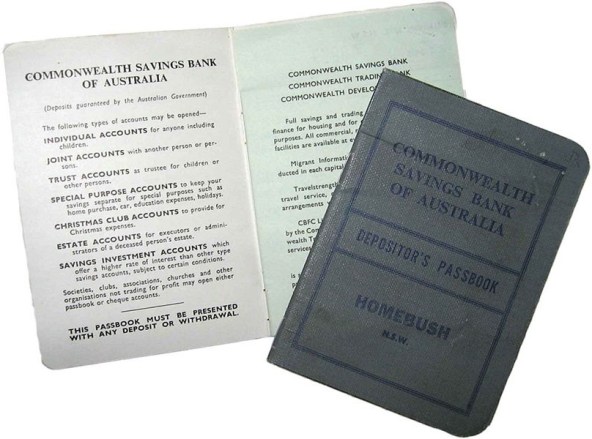 COMMONWEALTH SAVINGS BANK
OF AUSTRALIA
(Deposits guaranteed by the Australian Government)
The following types of accounts may be opened—
INDIVIDUAL ACCOUNTS for anyone including
children.
JOINT ACCOUNTS with another person or per-
sons.
TRUST ACCOUNTS as trustee for children or
other persons.
SPECIAL PURPOSE ACCOUNTS to keep your
savings separate for special purposes such as
home purchase, car, education expenses, holidays.
CHRISTMAS CLUB ACCOUNTS to provide for
Christmas expenses.
ESTATE ACCOUNTS for executors or admini-
strators of a deceased person's estate.
SAVINGS INVESTMENT ACCOUNTS which
offer a higher rate of interest than other type
savings accounts, subject to certain conditions.
Societies, clubs, associations, churches and other
organisations not trading for profit may open either
passbook or cheque accounts.
THIS PASSBOOK MUST BE PRESENTED
WITH ANY DEPOSIT OR WITHDRAWAL.
COMMONWEALTH SAVINGS BANK
COMMONWEALTH TRADING BANK
COMMONWEALTH DEVELO
Full savings and trading
finance for housing and for
purposes. All commercial,
facilities are available at
Migrant Informat
ducted in each capital
Travelstrengt
travel service,
arrangement
CBFC L
by the Com
wealth T
services
is
COMMONWEALTH
SAVINGS BANK
OF AUSTRALIA
DEPOSITOR'S PASSBOOK
HOMEBUSH
N.S.W.